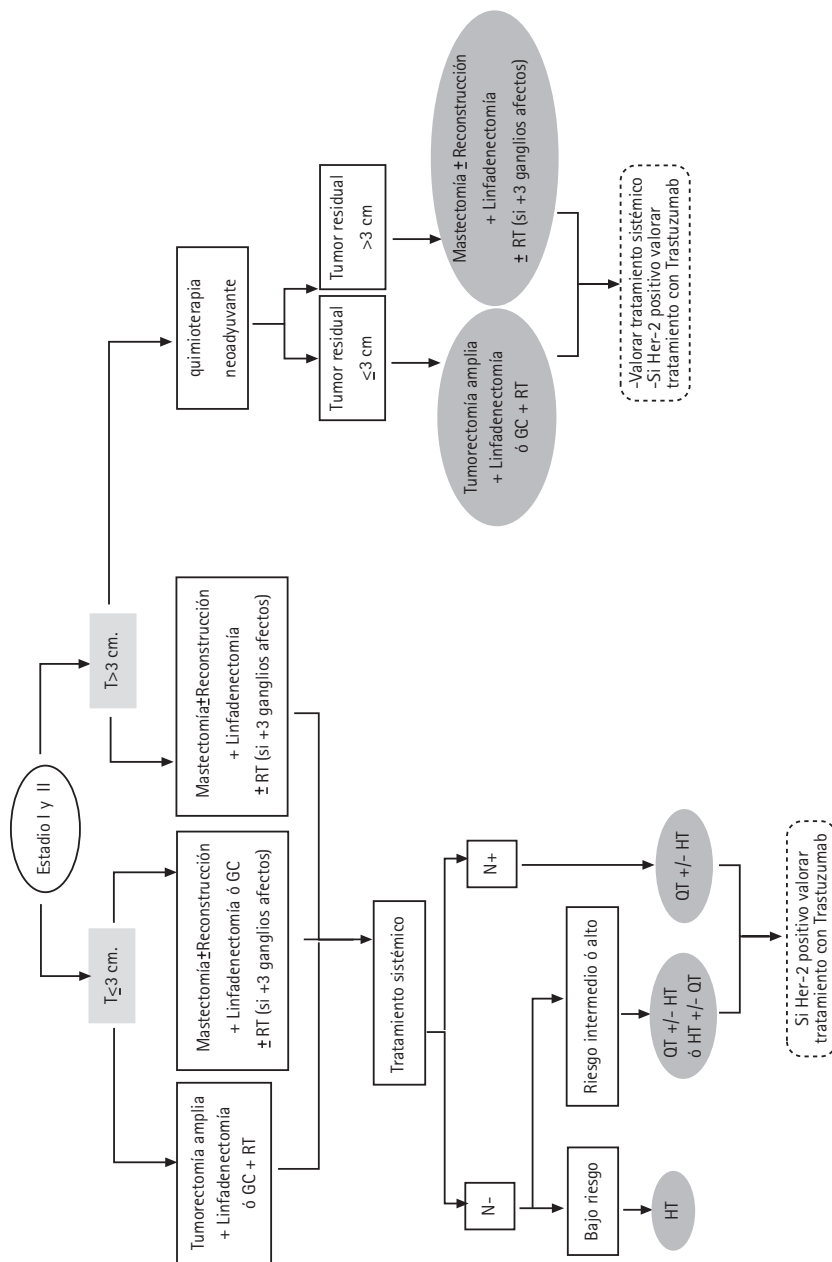 Estadio I y II
T≤3 cm.
T>3 cm.
Tumorectomía amplia
+ Linfadenectomía
ó GC + RT
Mastectomía±Reconstrucción
+ Linfadenectomía ó GC
± RT (si +3 ganglios afectos)
Mastectomía±Reconstrucción
+ Linfadenectomía
± RT (si +3 ganglios afectos)
quimioterapia
neoadyuvante
Tumor residual
≤3 cm
Tumor residual
>3 cm
Tumorectomía amplia
+ Linfadenectomía
ó GC + RT
Mastectomía ± Reconstrucción
+ Linfadenectomía
± RT (si +3 ganglios afectos)
-Valorar tratamiento sistémico
-Si Her-2 positivo valorar
tratamiento con Trastuzumab
Tratamiento sistémico
N-
N+
Bajo riesgo
Riesgo intermedio ó alto
HT
QT +/- HT
ó HT +/- QT
QT +/- HT
Si Her-2 positivo valorar
tratamiento con Trastuzumab